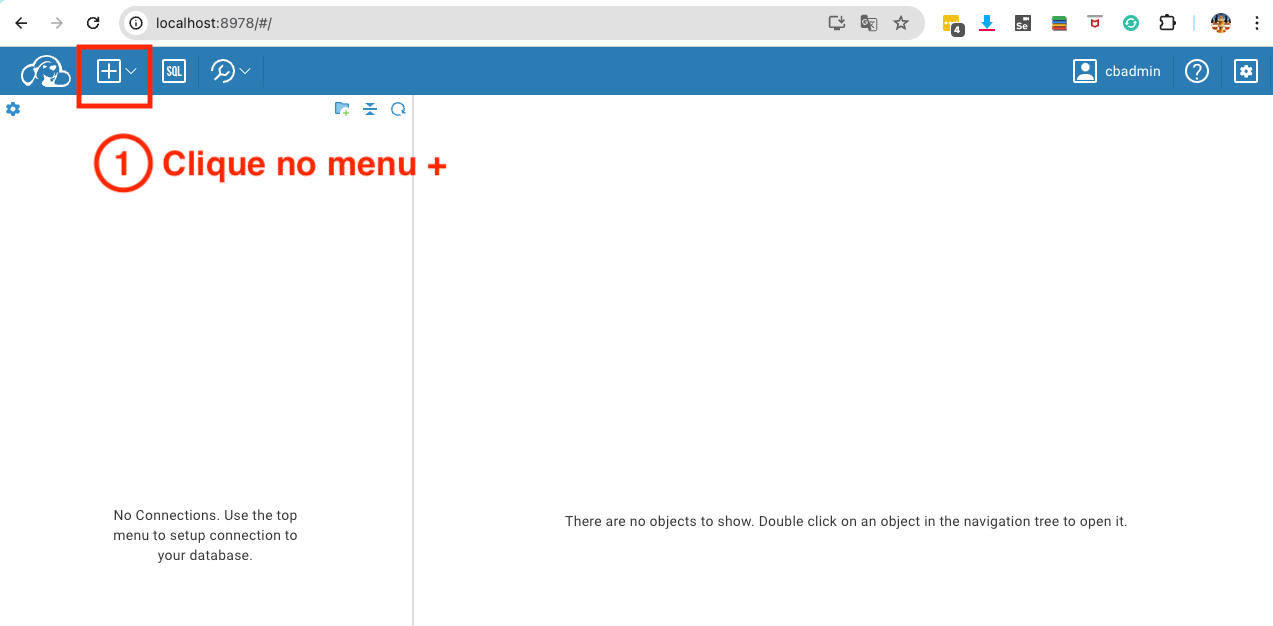 localhost:8978/#/
4
Se
SQL
cbadmin
1 Clique no menu +
No Connections. Use the top
menu to setup connection to
your database.
There are no objects to show. Double click on an object in the navigation tree to open it.